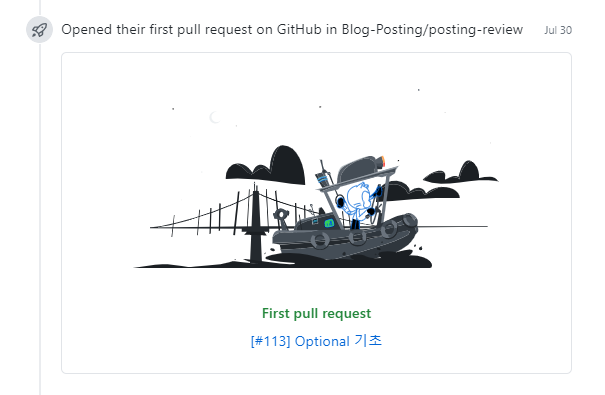 Opened their first pull request on GitHub in Blog-Posting/posting-review Jul 30
First pull request
[#113] Optional 기초